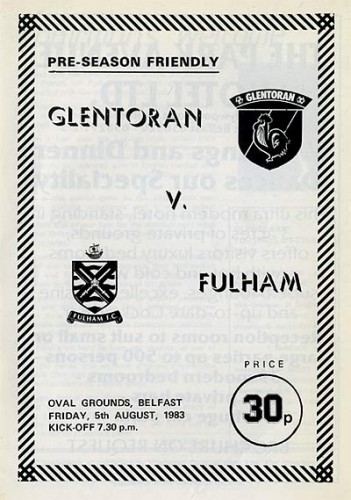 PRE-SEASON FRIENDLY
GLENTORAN
GLENTORAN
V.
FULHAM F.C.
FULHAM
PRICE
30p
OVAL GROUNDS, BELFAST
FRIDAY, 5th AUGUST, 1983
KICK-OFF 7.30 p.m.